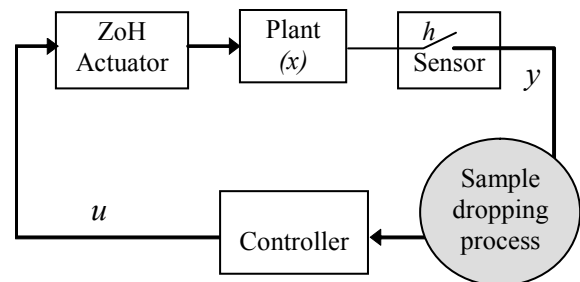 ZoH
Actuator
Plant
(x)
h
Sensor
y
Sample
dropping
process
Controller
u